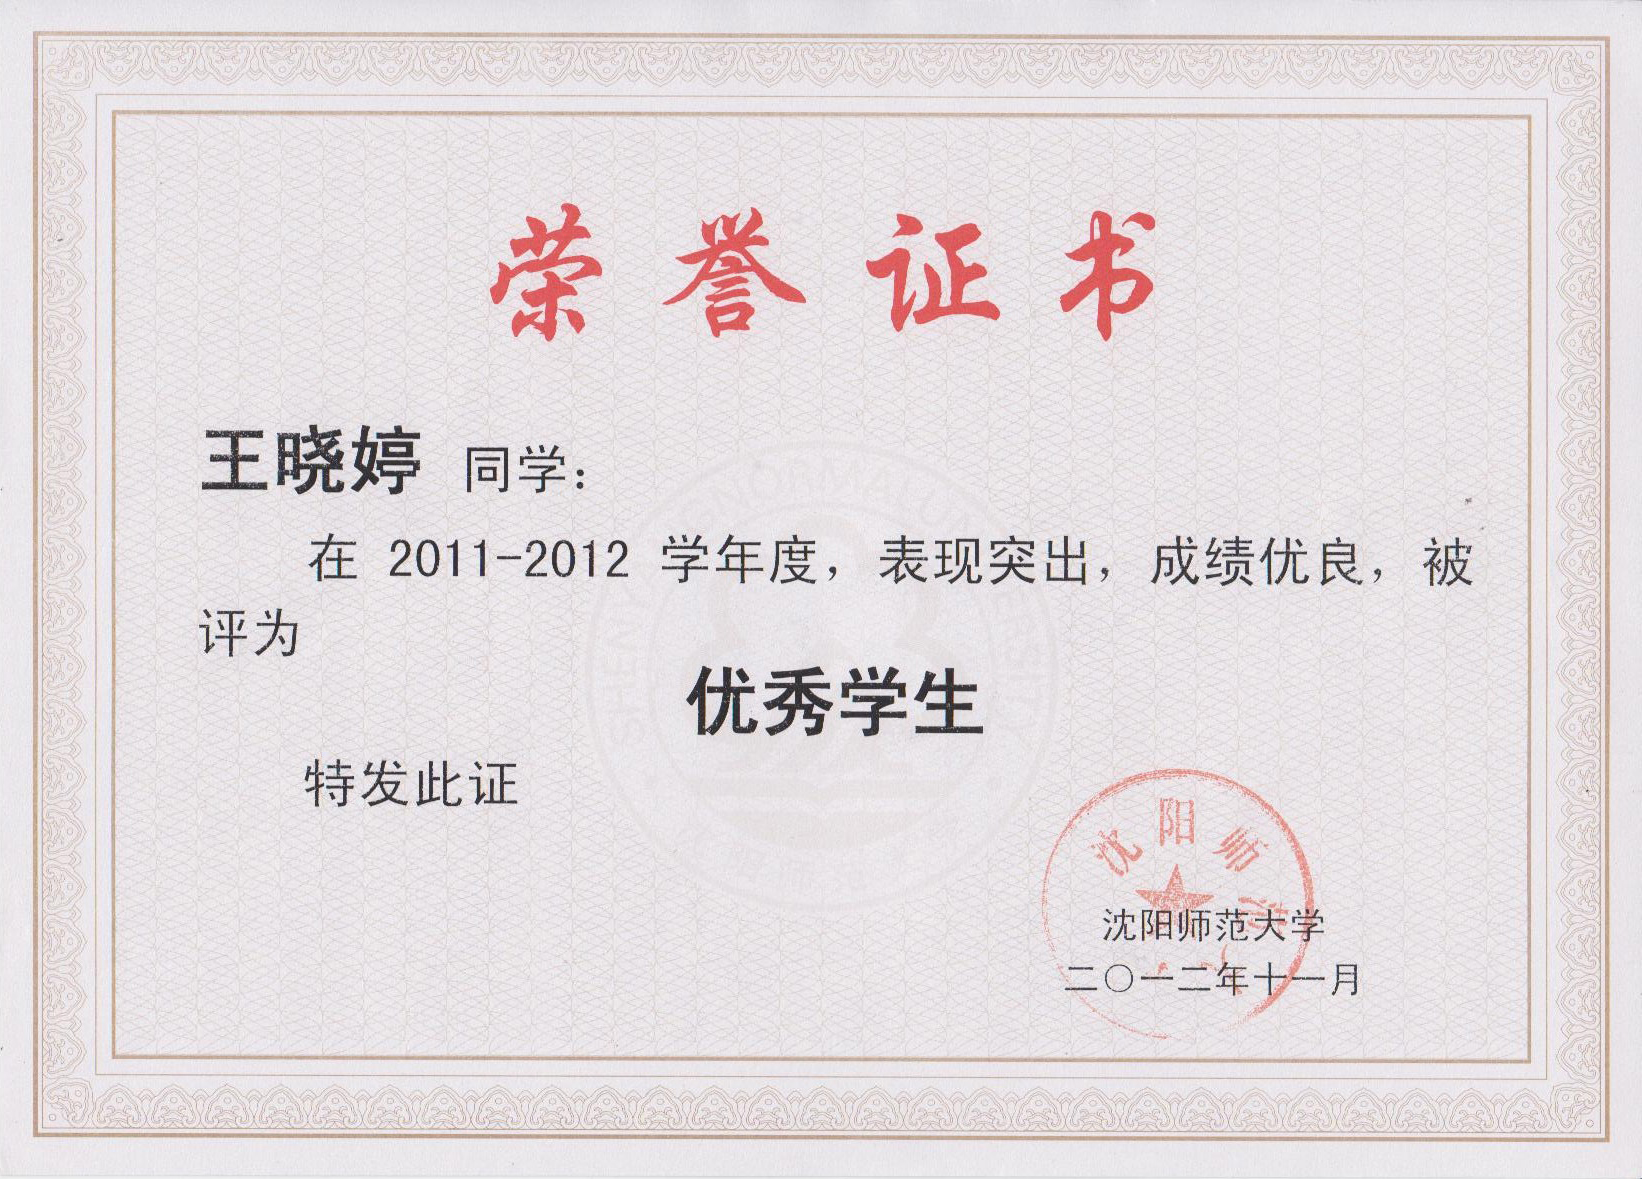 荣誉证书
王晓婷 同学：
在 2011-2012 学年度，表现突出，成绩优良，被
评为
优秀学生
特发此证
沈阳师范
沈阳师范大学
二〇一二年十一月